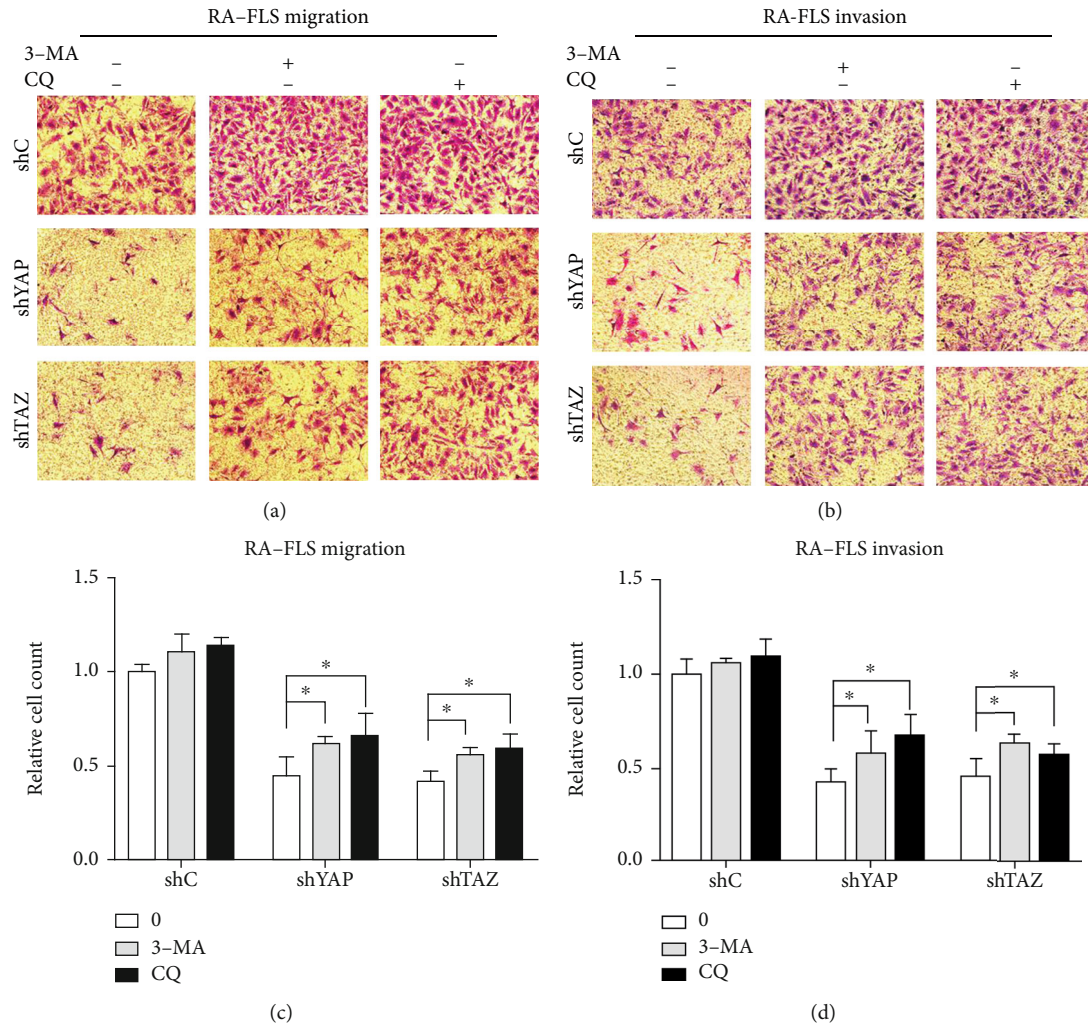 RA–FLS migration
3–MA – + –
CQ – – +
shC
shYAP
shTAZ
(a)
RA-FLS invasion
3–MA – + –
CQ – – +
shC
shYAP
shTAZ
(b)
RA–FLS migration
Relative cell count
1.5
1.0
0.5
0.0
* * * *
shC shYAP shTAZ
0
3–MA
CQ
(c)
RA–FLS invasion
Relative cell count
1.5
1.0
0.5
0.0
* * * *
shC shYAP shTAZ
0
3–MA
CQ
(d)